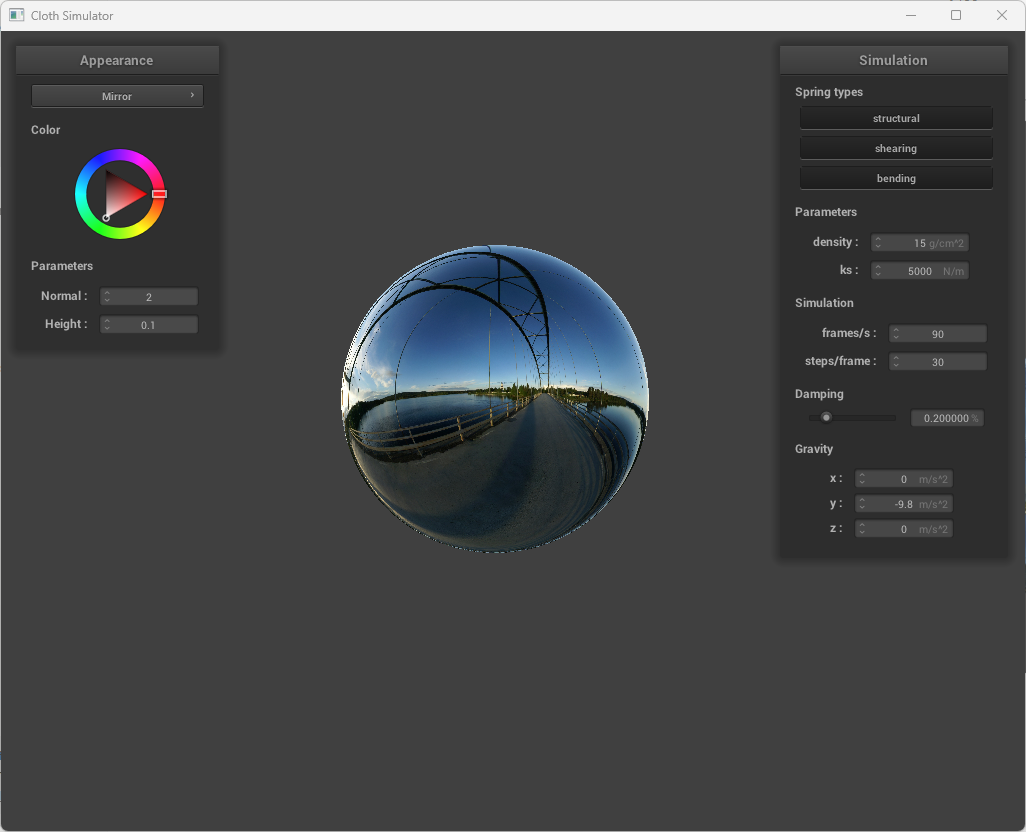 Cloth Simulator
Appearance
Mirror
Color
Parameters
Normal : 2
Height : 0.1
Simulation
Spring types
structural
shearing
bending
Parameters
density : 15 g/cm^2
ks : 5000 N/m
Simulation
frames/s : 90
steps/frame : 30
Damping
0.200000 %
Gravity
x : 0 m/s^2
y : -9.8 m/s^2
z : 0 m/s^2